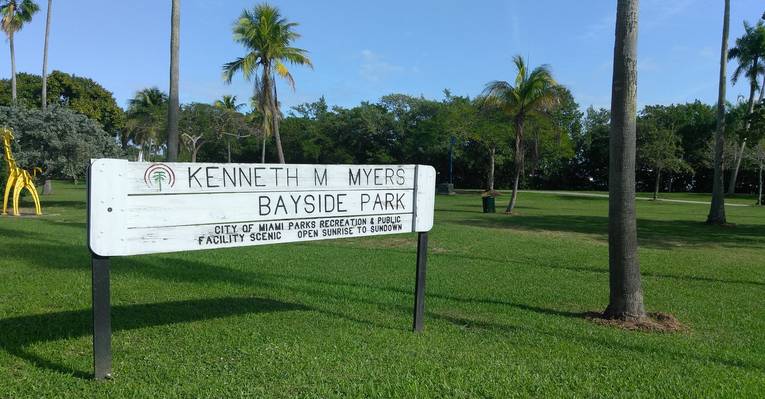 KENNETH M MYERS
BAYSIDE PARK
CITY OF MIAMI PARKS RECREATION & PUBLIC
FACILITY SCENIC OPEN SUNRISE TO SUNDOWN